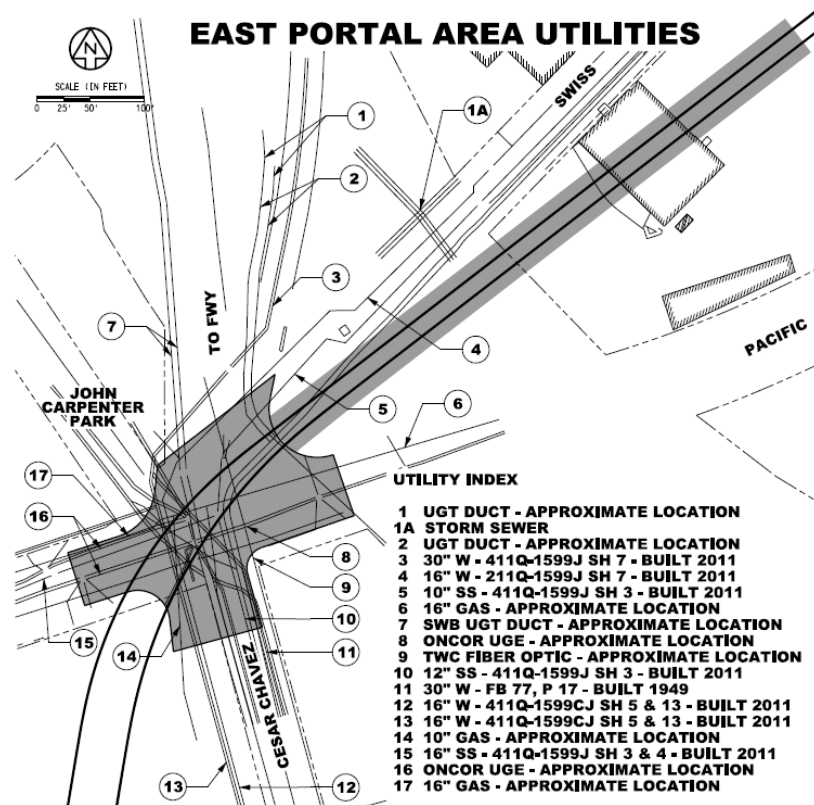 EAST PORTAL AREA UTILITIES
N
SCALE (IN FEET)
0 25' 50' 100'
1
1A
2
3
4
5
6
7
SWISS
TO FWY
PACIFIC
JOHN
CARPENTER
PARK
17
16
8
9
10
11
15
14
13
12
CESAR CHAVEZ
UTILITY INDEX
1 UGT DUCT - APPROXIMATE LOCATION
1A STORM SEWER
2 UGT DUCT - APPROXIMATE LOCATION
3 30" W - 411Q-1599J SH 7 - BUILT 2011
4 16" W - 211Q-1599J SH 7 - BUILT 2011
5 10" SS - 411Q-1599J SH 3 - BUILT 2011
6 16" GAS - APPROXIMATE LOCATION
7 SWB UGT DUCT - APPROXIMATE LOCATION
8 ONCOR UGE - APPROXIMATE LOCATION
9 TWC FIBER OPTIC - APPROXIMATE LOCATION
10 12" SS - 411Q-1599J SH 3 - BUILT 2011
11 30" W - FB 77, P 17 - BUILT 1949
12 16" W - 411Q-1599CJ SH 5 & 13 - BUILT 2011
13 16" W - 411Q-1599CJ SH 5 & 13 - BUILT 2011
14 10" GAS - APPROXIMATE LOCATION
15 16" SS - 411Q-1599J SH 3 & 4 - BUILT 2011
16 ONCOR UGE - APPROXIMATE LOCATION
17 16" GAS - APPROXIMATE LOCATION